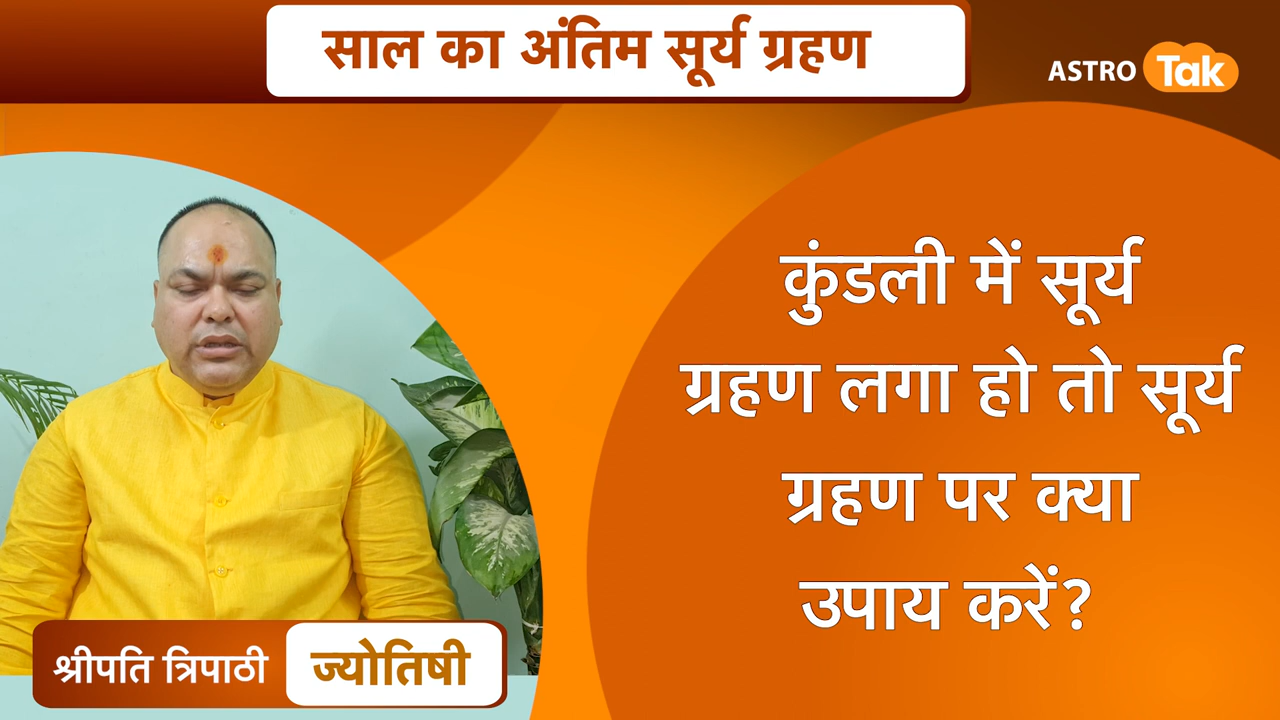 साल का अंतिम सूर्य ग्रहण
ASTRO Tak
कुंडली में सूर्य
ग्रहण लगा हो तो सूर्य
ग्रहण पर क्या
उपाय करें?
श्रीपति त्रिपाठी ज्योतिषी